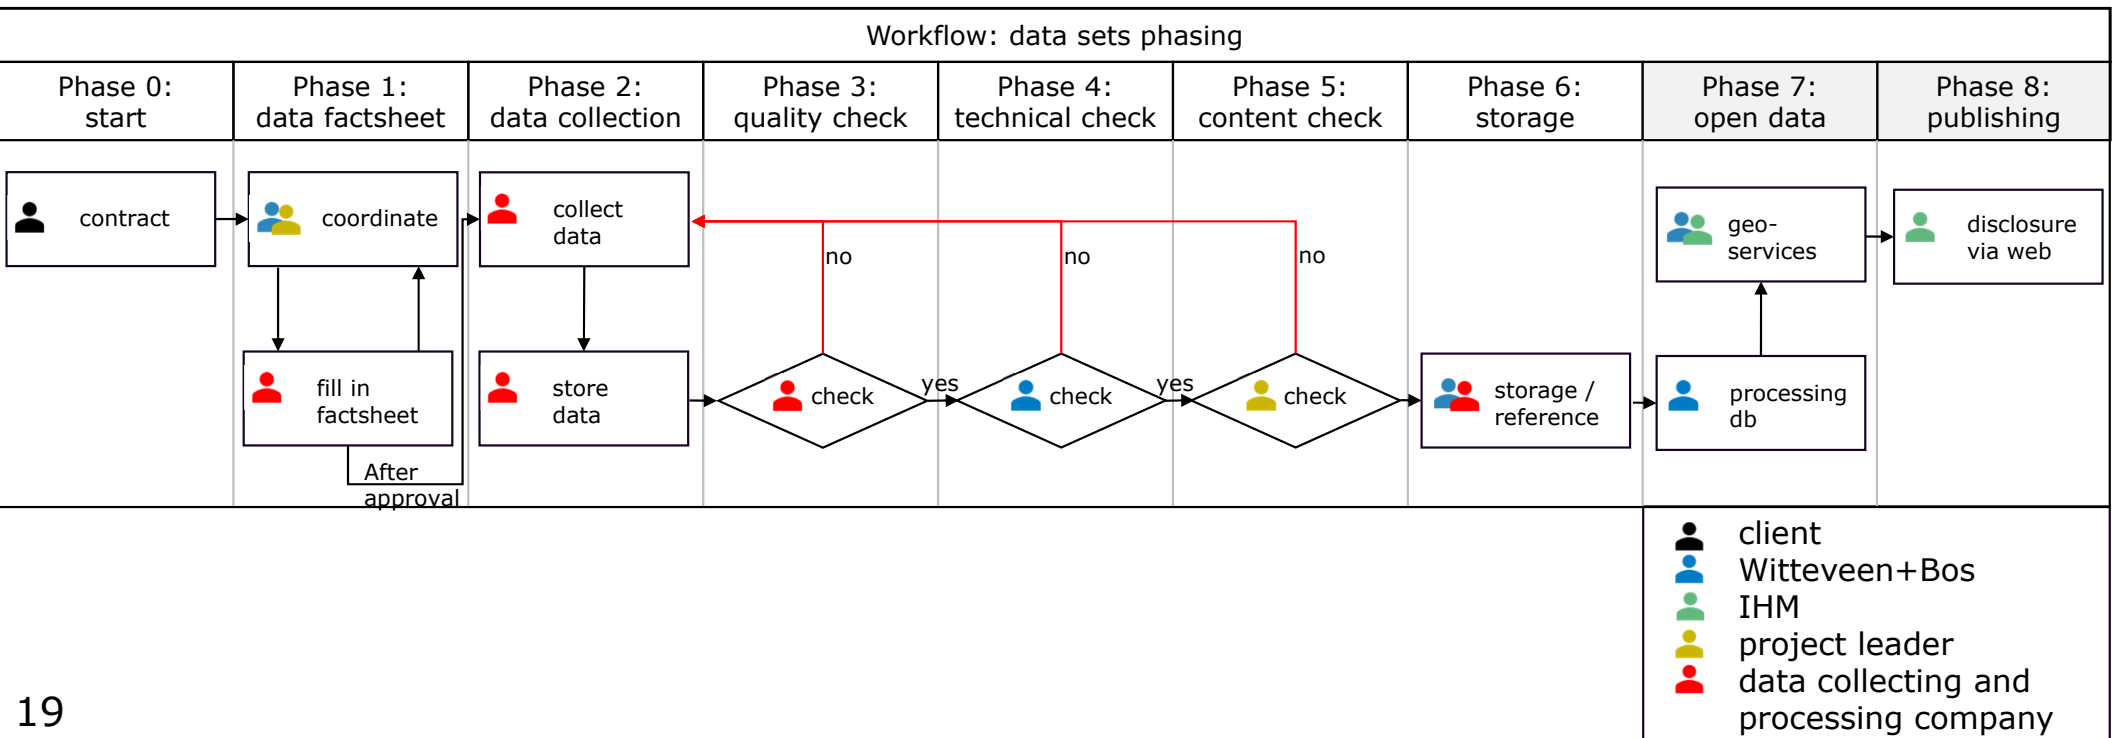 Workflow: data sets phasing
Phase 0:
start
Phase 1:
data factsheet
Phase 2:
data collection
Phase 3:
quality check
Phase 4:
technical check
Phase 5:
content check
Phase 6:
storage
Phase 7:
open data
Phase 8:
publishing
contract
coordinate
fill in
factsheet
After
approval
collect
data
store
data
no
check
yes
no
check
yes
no
check
storage /
reference
geo-
services
processing
db
disclosure
via web
client
Witteveen+Bos
IHM
project leader
data collecting and
processing company
19